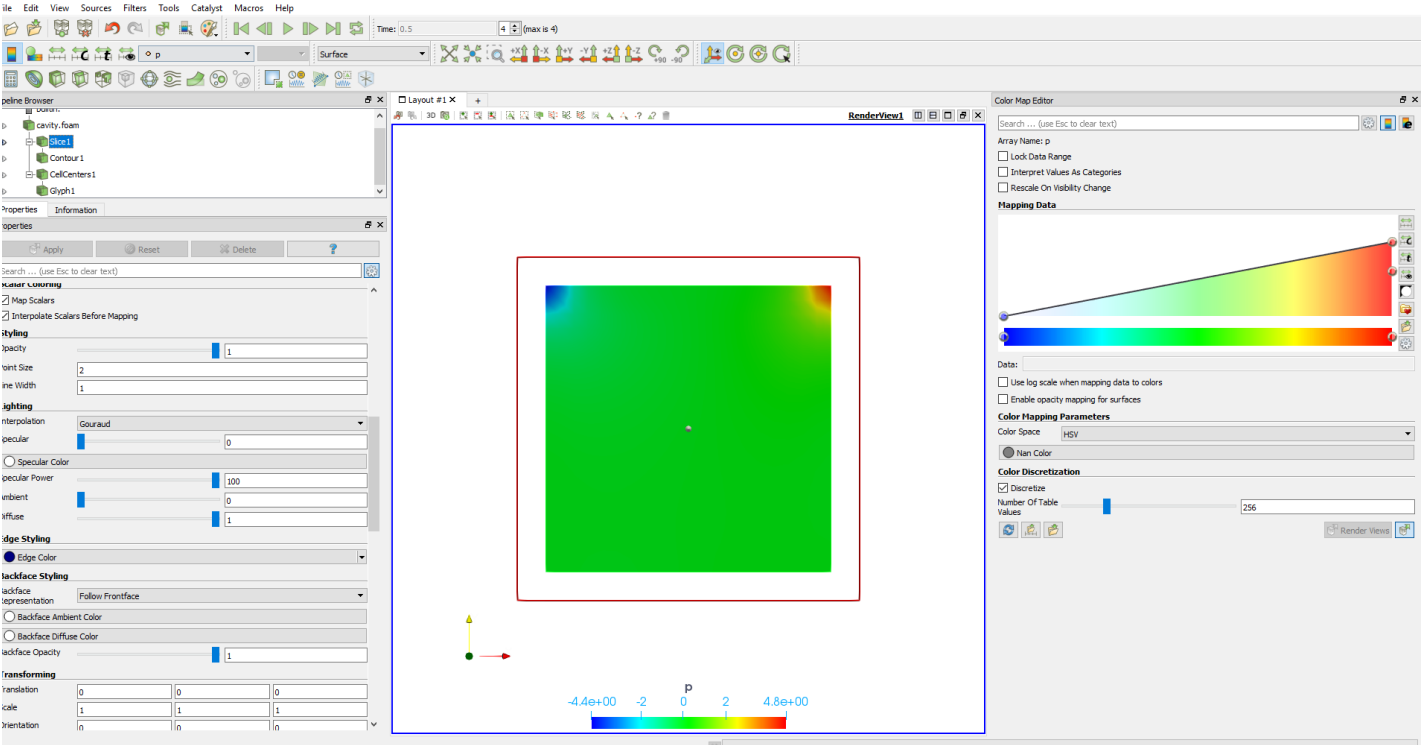 ile Edit View Sources Filters Tools Catalyst Macros Help
Time: 0.5 4 (max is 4)
p Surface
+X -X +Y -Y +Z -Z +90 -90
peline Browser
cavity.foam
Slice1
Contour1
CellCenters1
Glyph1
Properties Information
roperties
Apply Reset Delete ?
Search ... (use Esc to clear text)
Scalar Coloring
Map Scalars
Interpolate Scalars Before Mapping
Styling
Opacity 1
Point Size 2
ine Width 1
Lighting
nterpolation Gouraud
pecular 0
Specular Color
Specular Power 100
Ambient 0
Diffuse 1
Edge Styling
Edge Color
Backface Styling
Backface
Representation Follow Frontface
Backface Ambient Color
Backface Diffuse Color
Backface Opacity 1
Transforming
Translation 0 0 0
Scale 1 1 1
Orientation 0 0 0
Layout #1 X +
3D RenderView1
p
-4.4e+00 -2 0 2 4.8e+00
Color Map Editor
Search ... (use Esc to clear text)
Array Name: p
Lock Data Range
Interpret Values As Categories
Rescale On Visibility Change
Mapping Data
Data:
Use log scale when mapping data to colors
Enable opacity mapping for surfaces
Color Mapping Parameters
Color Space HSV
Nan Color
Color Discretization
Discretize
Number Of Table
Values 256
Render Views